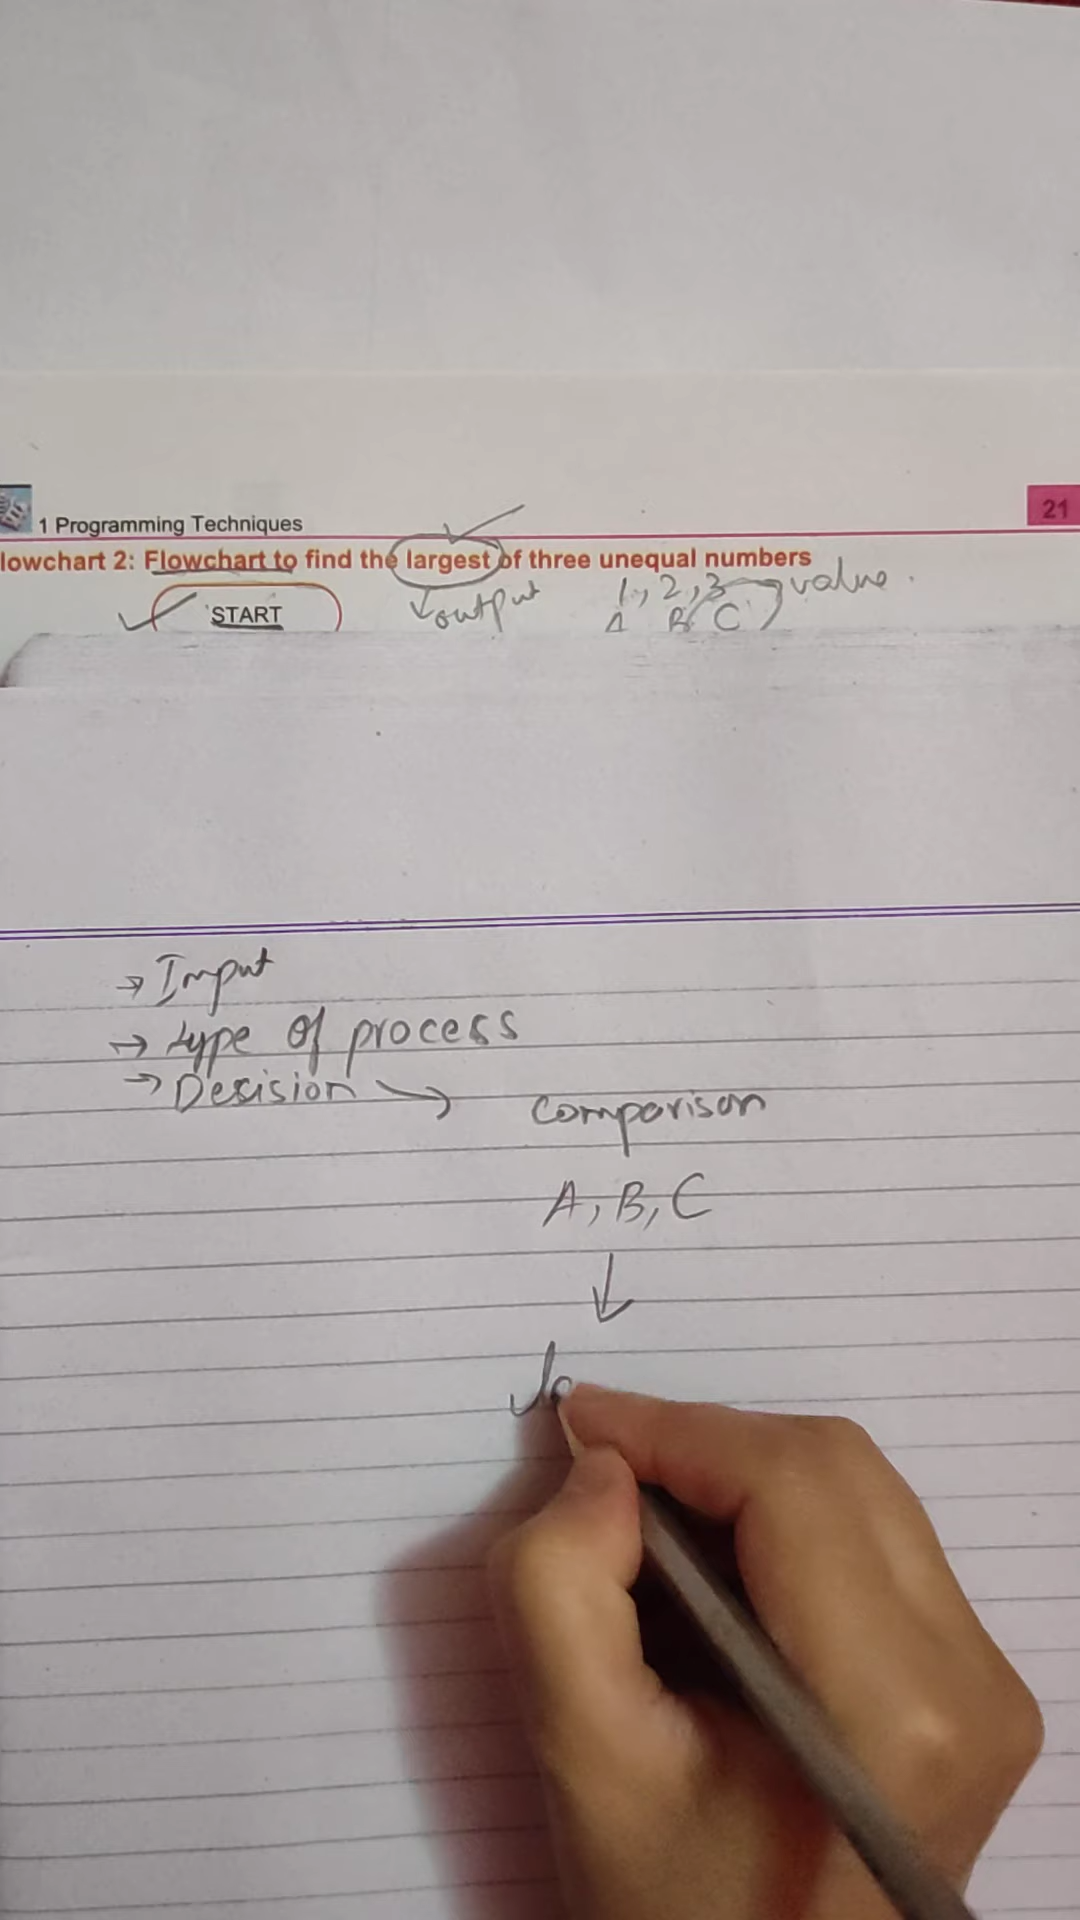 1 Programming Techniques
21
lowchart 2: Flowchart to find the largest of three unequal numbers
START
output
1, 2, 3
value.
A B C
→ Input
→ type of process
→ Desision → comparison
A, B, C
↓